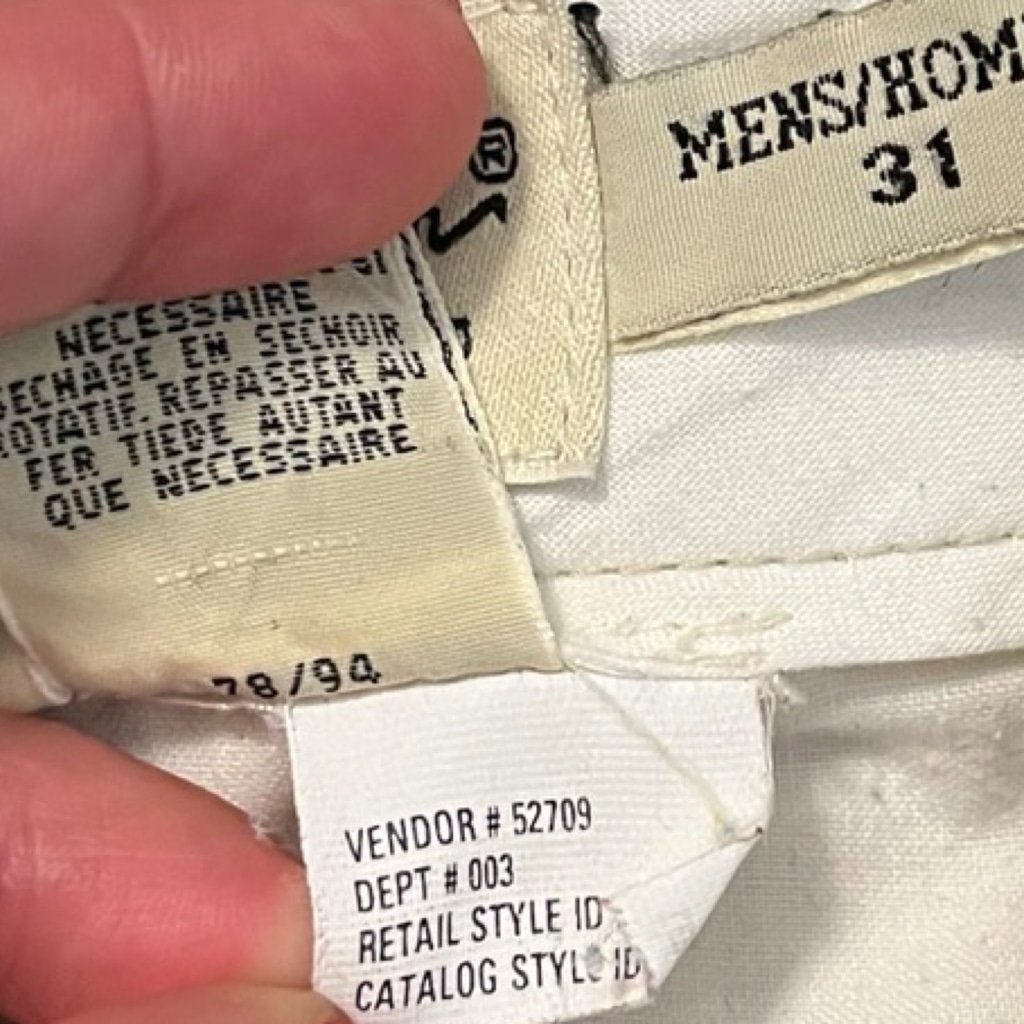 MENS/HOM
31
®
NECESSAIRE
SECHAGE EN SECHOIR
ROTATIF. REPASSER AU
FER TIEDE AUTANT
QUE NECESSAIRE
78/94
VENDOR # 52709
DEPT # 003
RETAIL STYLE ID
CATALOG STYLE ID